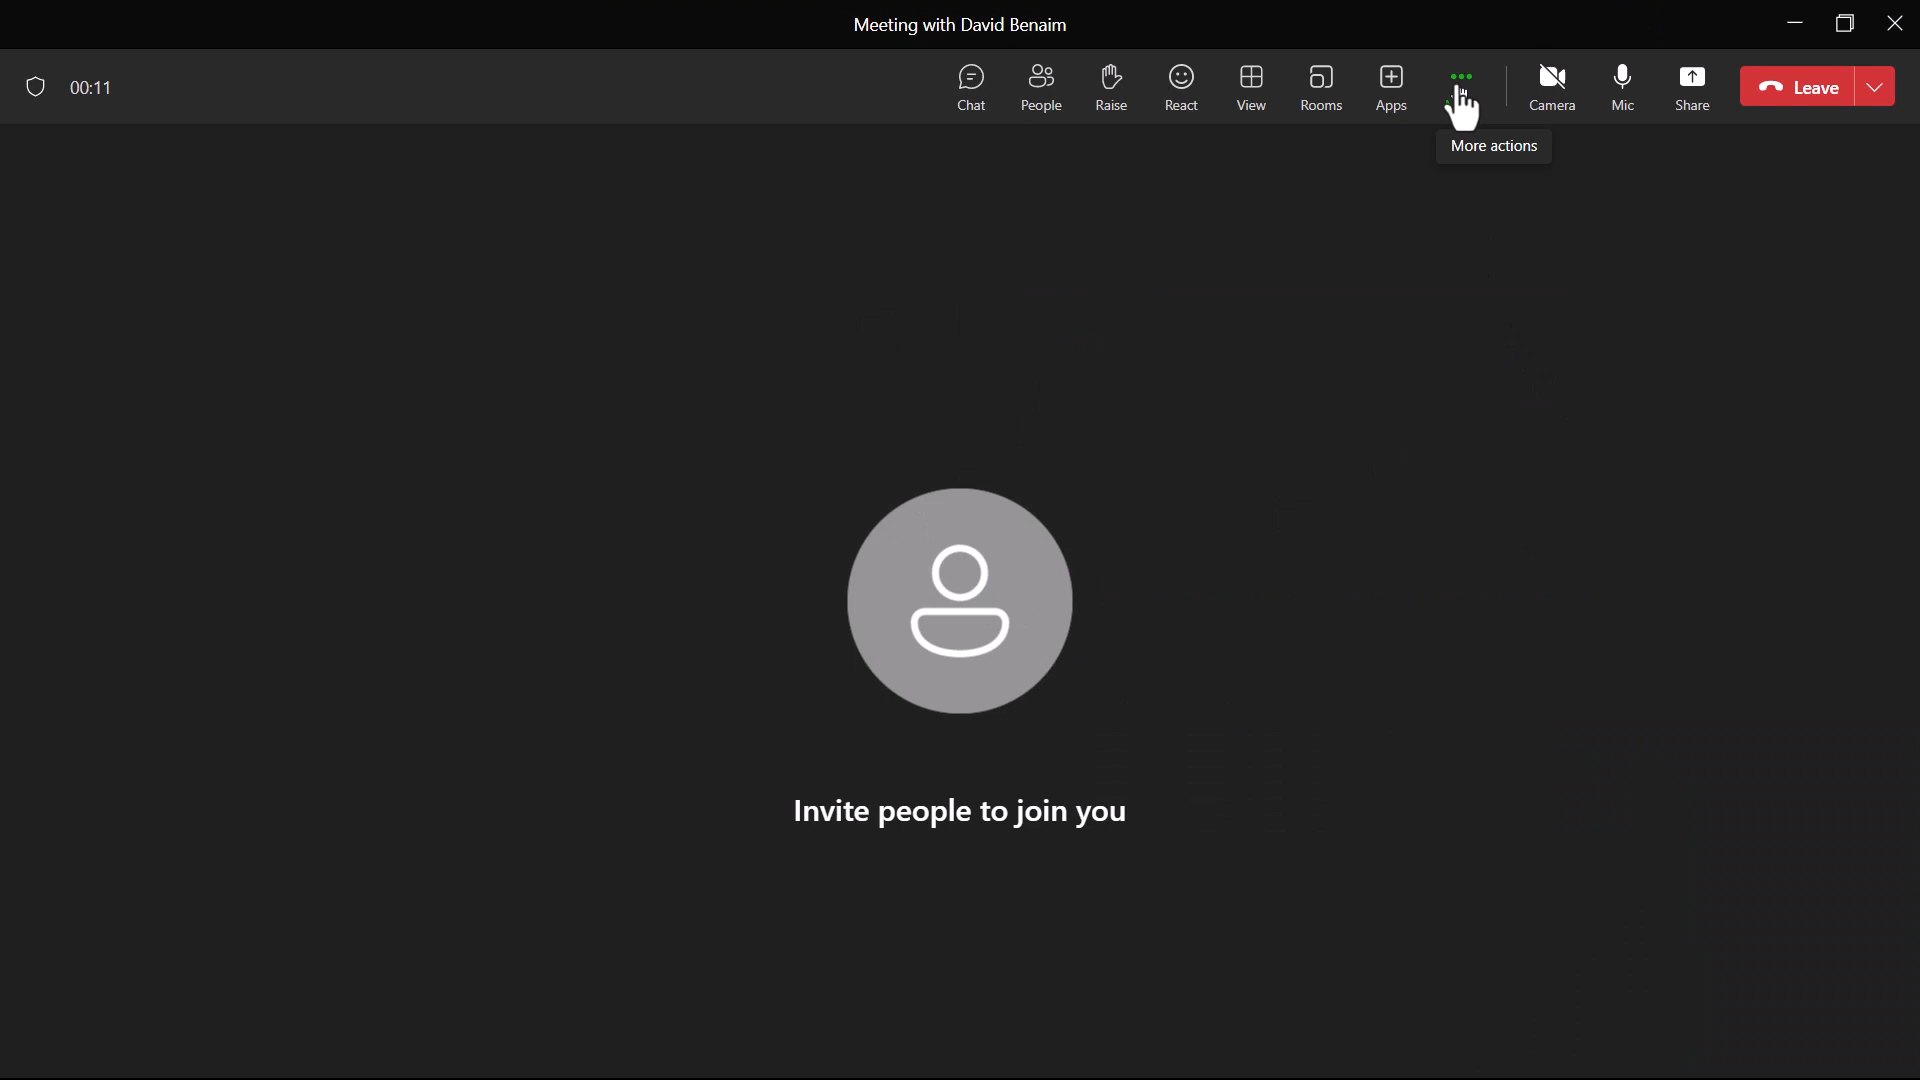 Meeting with David Benaim
00:11
Chat
People
Raise
React
View
Rooms
Apps
Camera
Mic
Share
Leave
More actions
Invite people to join you